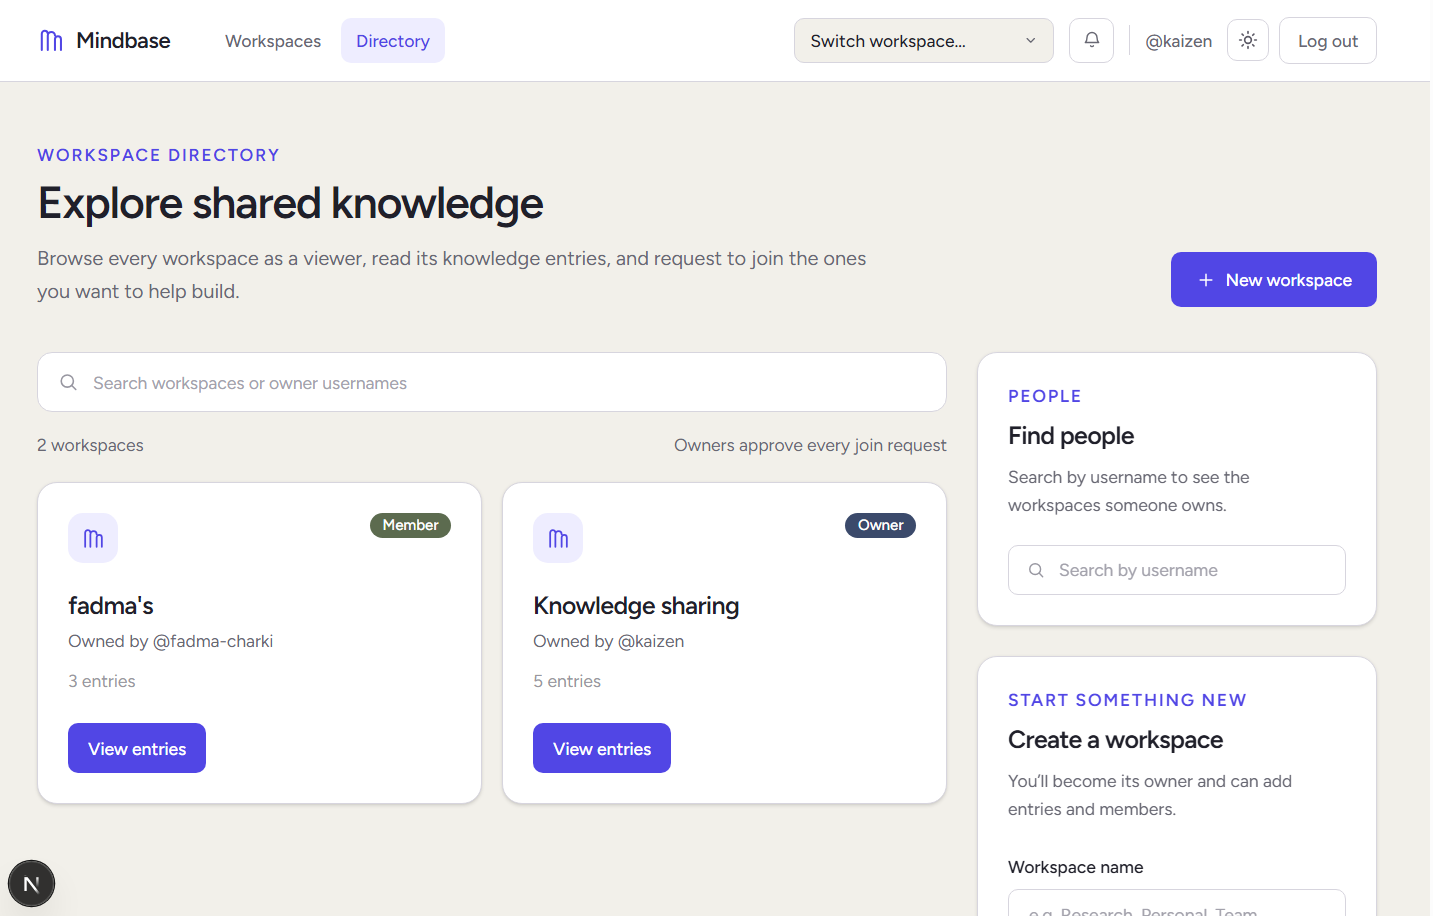 Mindbase
Workspaces
Directory
Switch workspace...
@kaizen
Log out
WORKSPACE DIRECTORY
Explore shared knowledge
Browse every workspace as a viewer, read its knowledge entries, and request to join the ones
you want to help build.
New workspace
Search workspaces or owner usernames
2 workspaces
Owners approve every join request
Member
fadma's
Owned by @fadma-charki
3 entries
View entries
Owner
Knowledge sharing
Owned by @kaizen
5 entries
View entries
PEOPLE
Find people
Search by username to see the
workspaces someone owns.
Search by username
START SOMETHING NEW
Create a workspace
You'll become its owner and can add
entries and members.
Workspace name
e.g. Research, Personal, Team
N